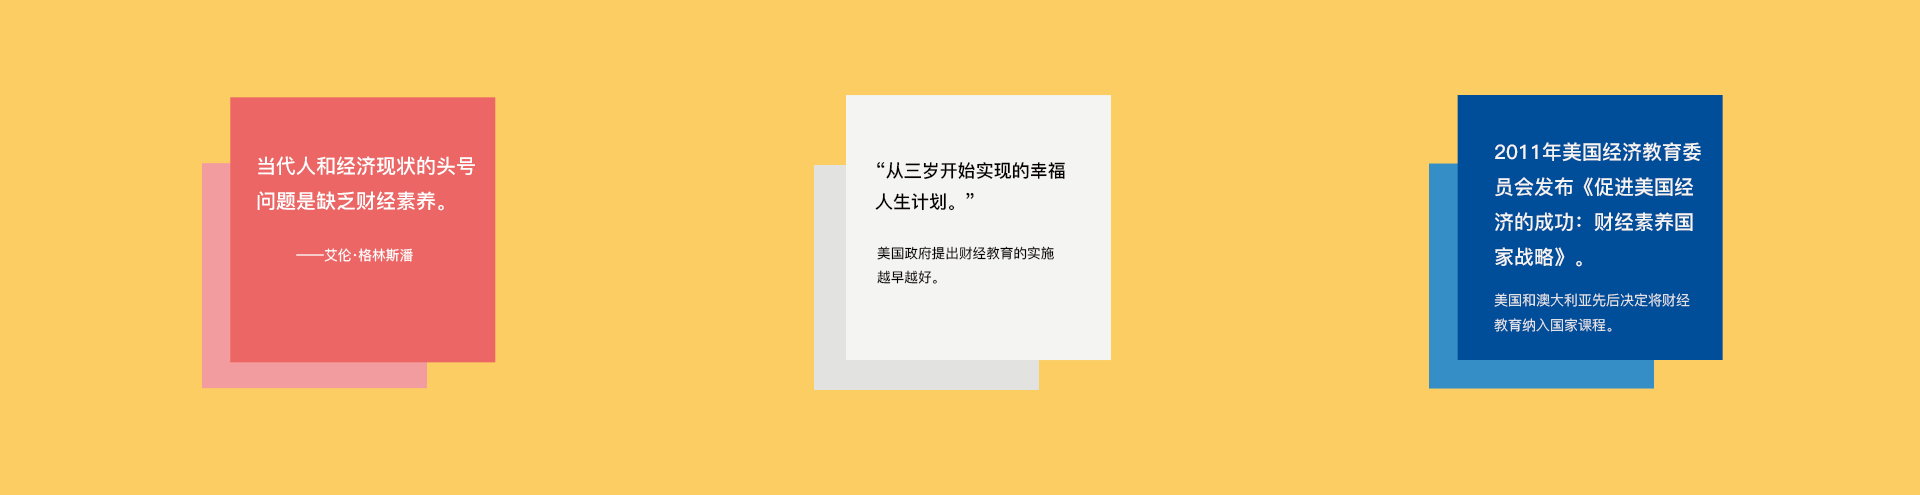 当代人和经济现状的头号
问题是缺乏财经素养。
——艾伦·格林斯潘
“从三岁开始实现的幸福
人生计划。”
美国政府提出财经教育的实施
越早越好。
2011年美国经济教育委
员会发布《促进美国经
济的成功：财经素养国
家战略》。
美国和澳大利亚先后决定将财经
教育纳入国家课程。